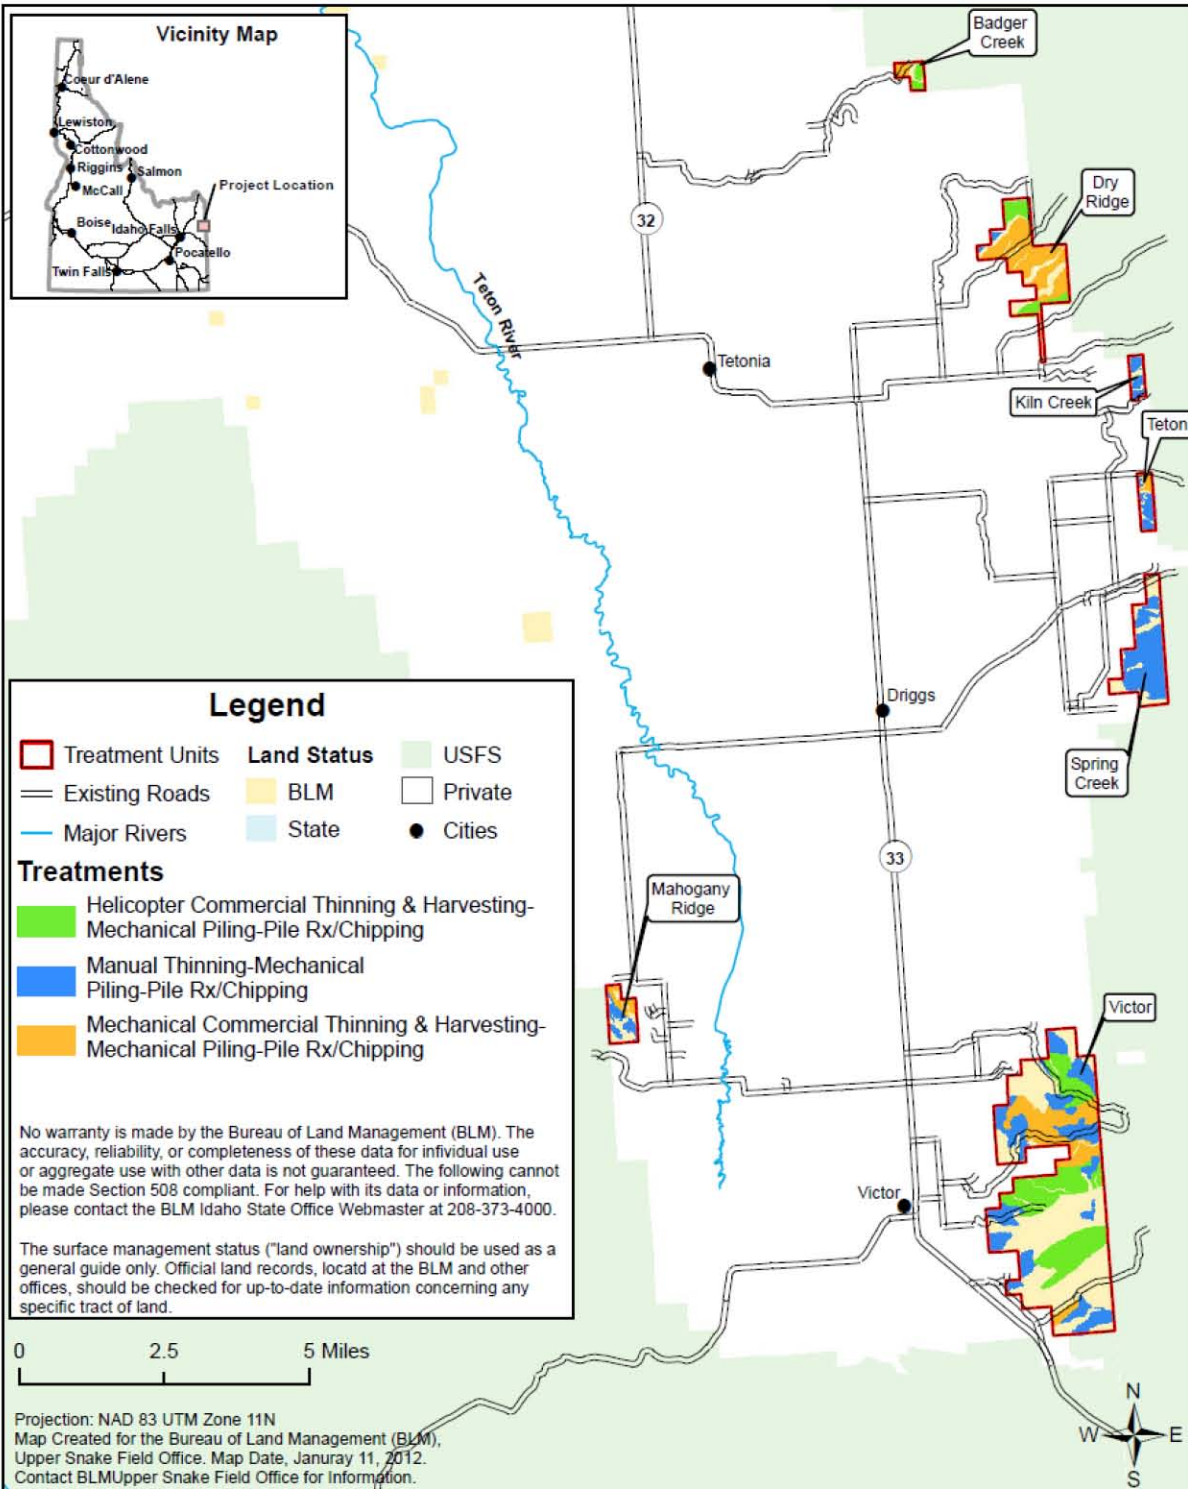 Vicinity Map
Coeur d'Alene
Lewiston
Cottonwood
Riggins
Salmon
McCall
Project Location
Boise
Idaho Falls
Pocatello
Twin Falls
Badger
Creek
Dry
Ridge
32
Teton River
Tetonia
Kiln Creek
Teton
Driggs
Spring
Creek
33
Mahogany
Ridge
Victor
Victor
Legend
Treatment Units
Existing Roads
Major Rivers
Land Status
BLM
State
USFS
Private
Cities
Treatments
Helicopter Commercial Thinning & Harvesting-
Mechanical Piling-Pile Rx/Chipping
Manual Thinning-Mechanical
Piling-Pile Rx/Chipping
Mechanical Commercial Thinning & Harvesting-
Mechanical Piling-Pile Rx/Chipping
No warranty is made by the Bureau of Land Management (BLM). The
accuracy, reliability, or completeness of these data for infividual use
or aggregate use with other data is not guaranteed. The following cannot
be made Section 508 compliant. For help with its data or information,
please contact the BLM Idaho State Office Webmaster at 208-373-4000.
The surface management status ("land ownership") should be used as a
general guide only. Official land records, locatd at the BLM and other
offices, should be checked for up-to-date information concerning any
specific tract of land.
0 2.5 5 Miles
Projection: NAD 83 UTM Zone 11N
Map Created for the Bureau of Land Management (BLM),
Upper Snake Field Office. Map Date, Januray 11, 2012.
Contact BLMUpper Snake Field Office for Information.
N
W E
S